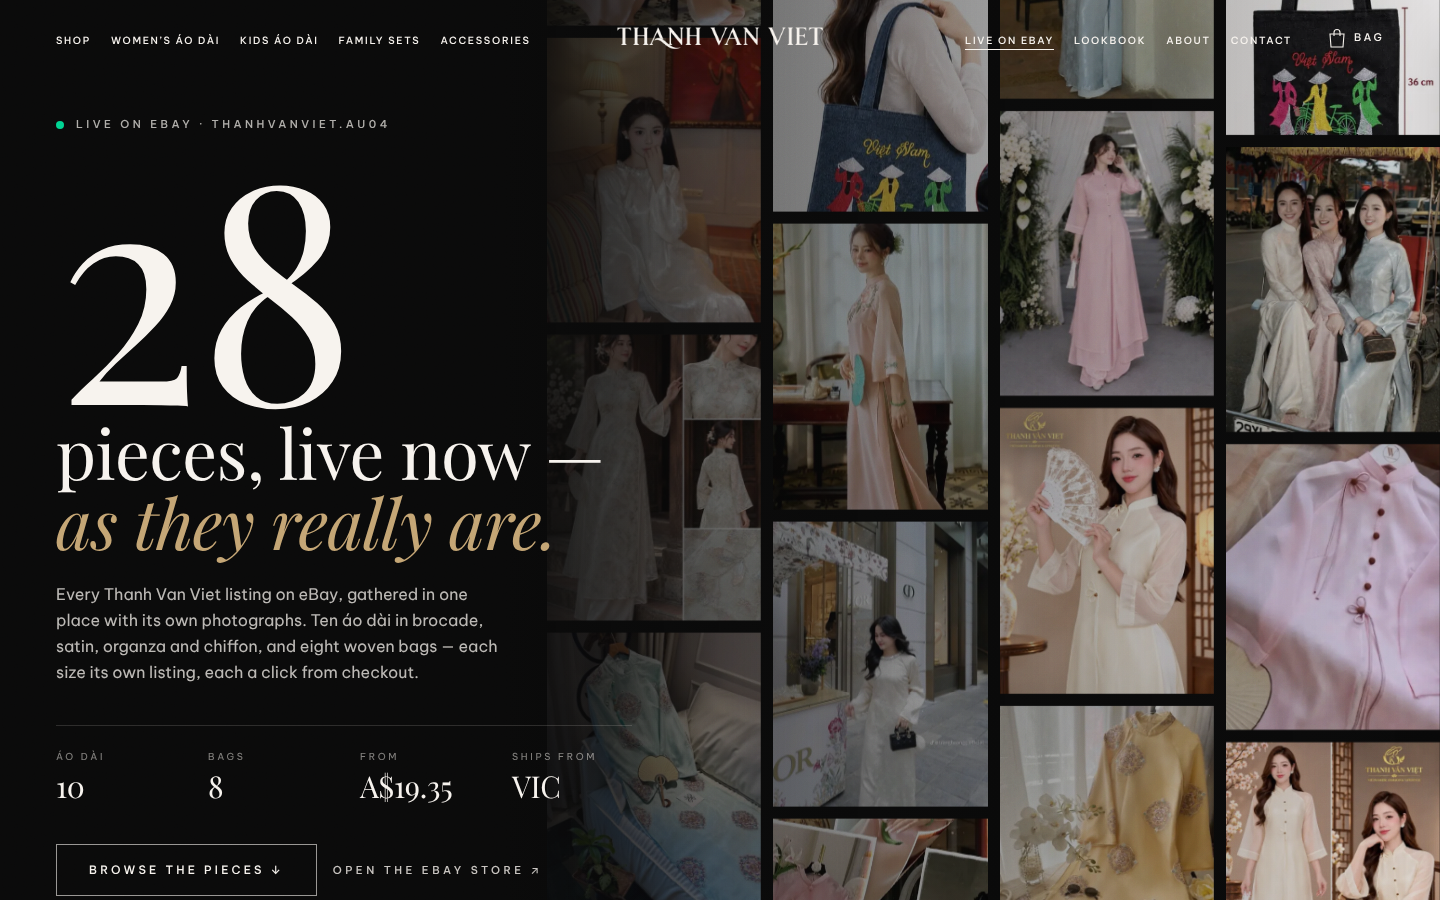 SHOP WOMEN'S ÁO DÀI KIDS ÁO DÀI FAMILY SETS ACCESSORIES
THANH VAN VIET
LIVE ON EBAY LOOKBOOK ABOUT CONTACT BAG
LIVE ON EBAY · THANHVANVIET.AU04
28
pieces, live now —
as they really are.
Every Thanh Van Viet listing on eBay, gathered in one
place with its own photographs. Ten áo dài in brocade,
satin, organza and chiffon, and eight woven bags — each
size its own listing, each a click from checkout.
ÁO DÀI BAGS FROM SHIPS FROM
10 8 A$19.35 VIC
BROWSE THE PIECES ↓ OPEN THE EBAY STORE ↗
Việt Nam
Việt Nam
36 cm
THANH VAN VIET
THANH VAN VIET